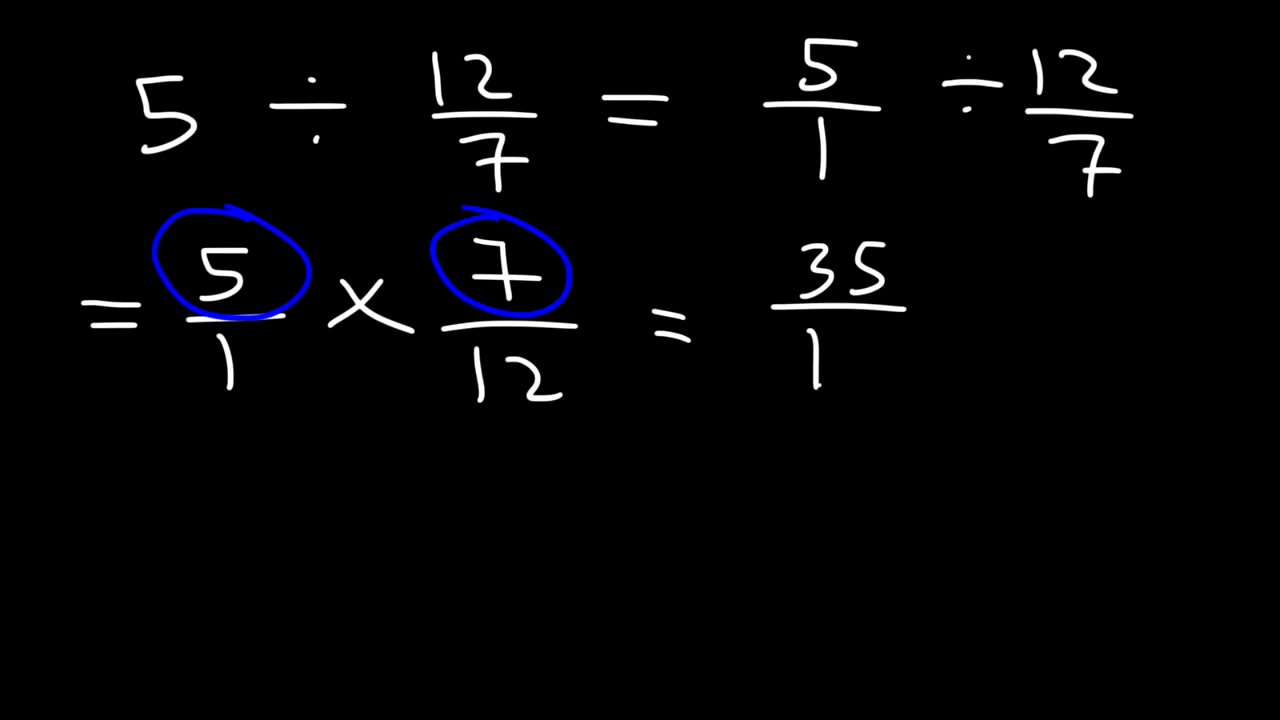 5 ÷ 12/7 = 5/1 ÷ 12/7
= 5/1 × 7/12 = 35/1